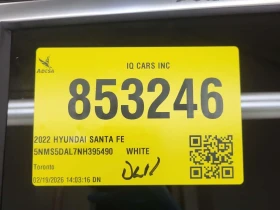 Adesa
IQ CARS INC
853246
2022 HYUNDAI SANTA FE
5NMS5DAL7NH395490 WHITE
Toronto
02/19/2026 14:03:16-DN